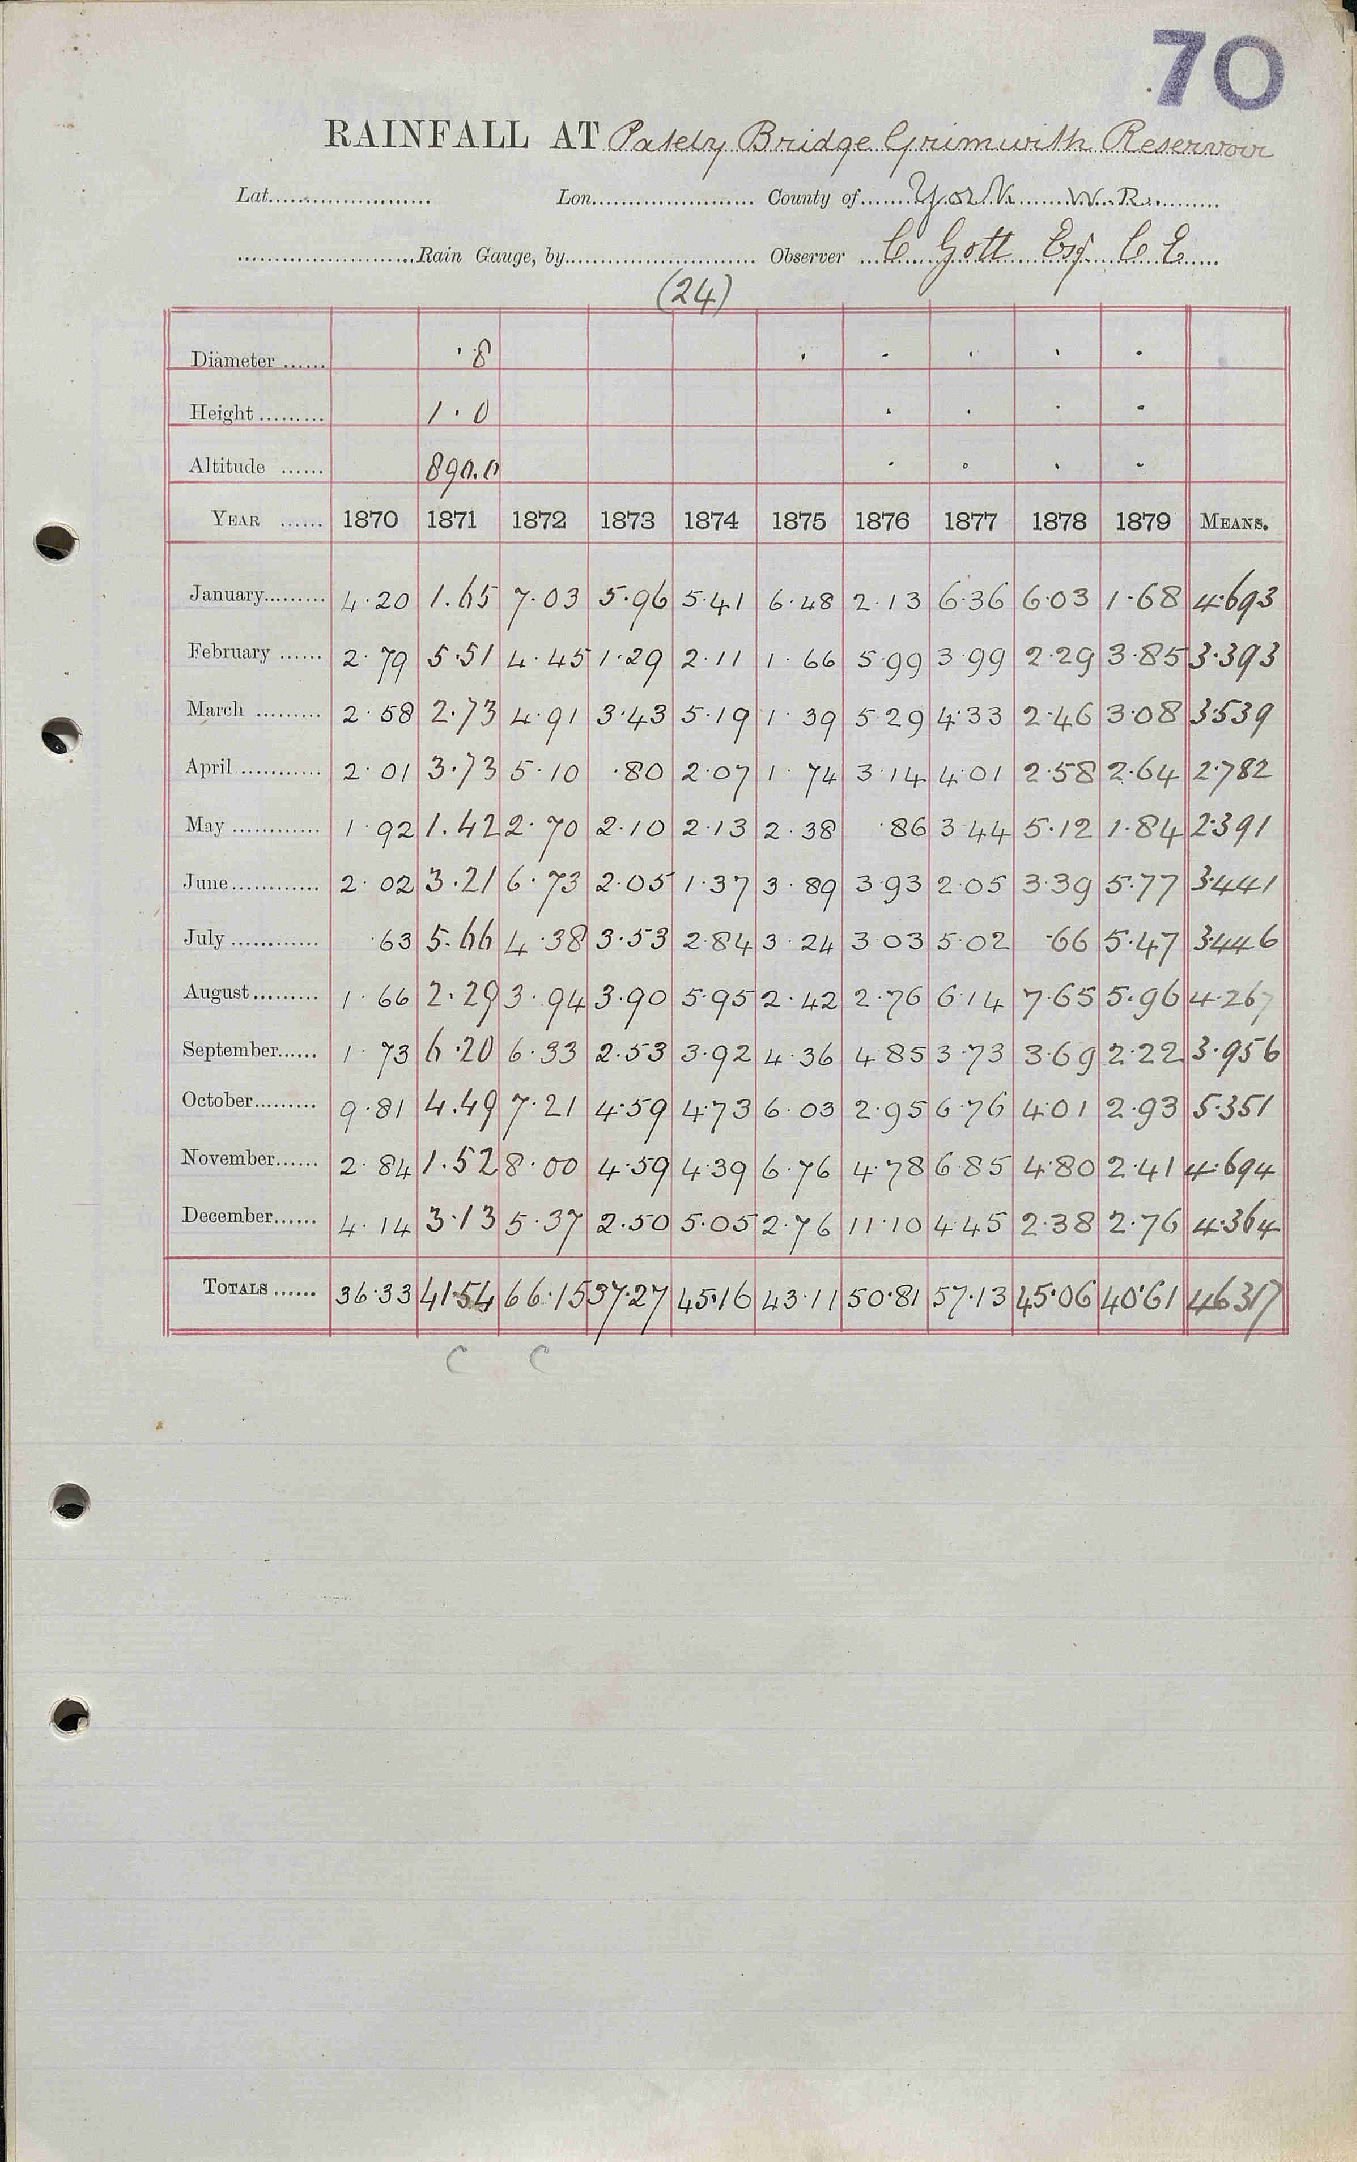 70
RAINFALL AT Pately Bridge Grimwith Reservoir
Lat. Lon. County of York W.R.
Rain Gauge, by Observer C Gott Esq C E
(24)
Diameter · 8 · · · · ·
Height 1 · 0 · · · ·
Altitude 890.0 · · · ·
YEAR 1870 1871 1872 1873 1874 1875 1876 1877 1878 1879 MEANS.
January 4·20 1.65 7·03 5·96 5·41 6·48 2·13 6·36 6·03 1·68 4·693
February 2·79 5·51 4·45 1·29 2·11 1·66 5·99 3·99 2·29 3·85 3·393
March 2·58 2·73 4·91 3·43 5·19 1·39 5·29 4·33 2·46 3·08 3·539
April 2·01 3·73 5·10 ·80 2·07 1·74 3·14 4·01 2·58 2·64 2·782
May 1·92 1.42 2·70 2·10 2·13 2·38 ·86 3·44 5·12 1·84 2·391
June 2·02 3·21 6·73 2·05 1·37 3·89 3·93 2·05 3·39 5·77 3·441
July ·63 5.66 4·38 3·53 2·84 3·24 3·03 5·02 ·66 5·47 3·446
August 1·66 2·29 3·94 3·90 5·95 2·42 2·76 6·14 7·65 5·96 4·267
September 1·73 6·20 6·33 2·53 3·92 4·36 4·85 3·73 3·69 2·22 3·956
October 9·81 4.49 7·21 4·59 4·73 6·03 2·95 6·76 4·01 2·93 5·351
November 2·84 1.52 8·00 4·59 4·39 6·76 4·78 6·85 4·80 2·41 4·694
December 4·14 3·13 5·37 2·50 5·05 2·76 11·10 4·45 2·38 2·76 4·364
TOTALS 36·33 41·54 66·15 37·27 45·16 43·11 50·81 57·13 45·06 40·61 46317
C C